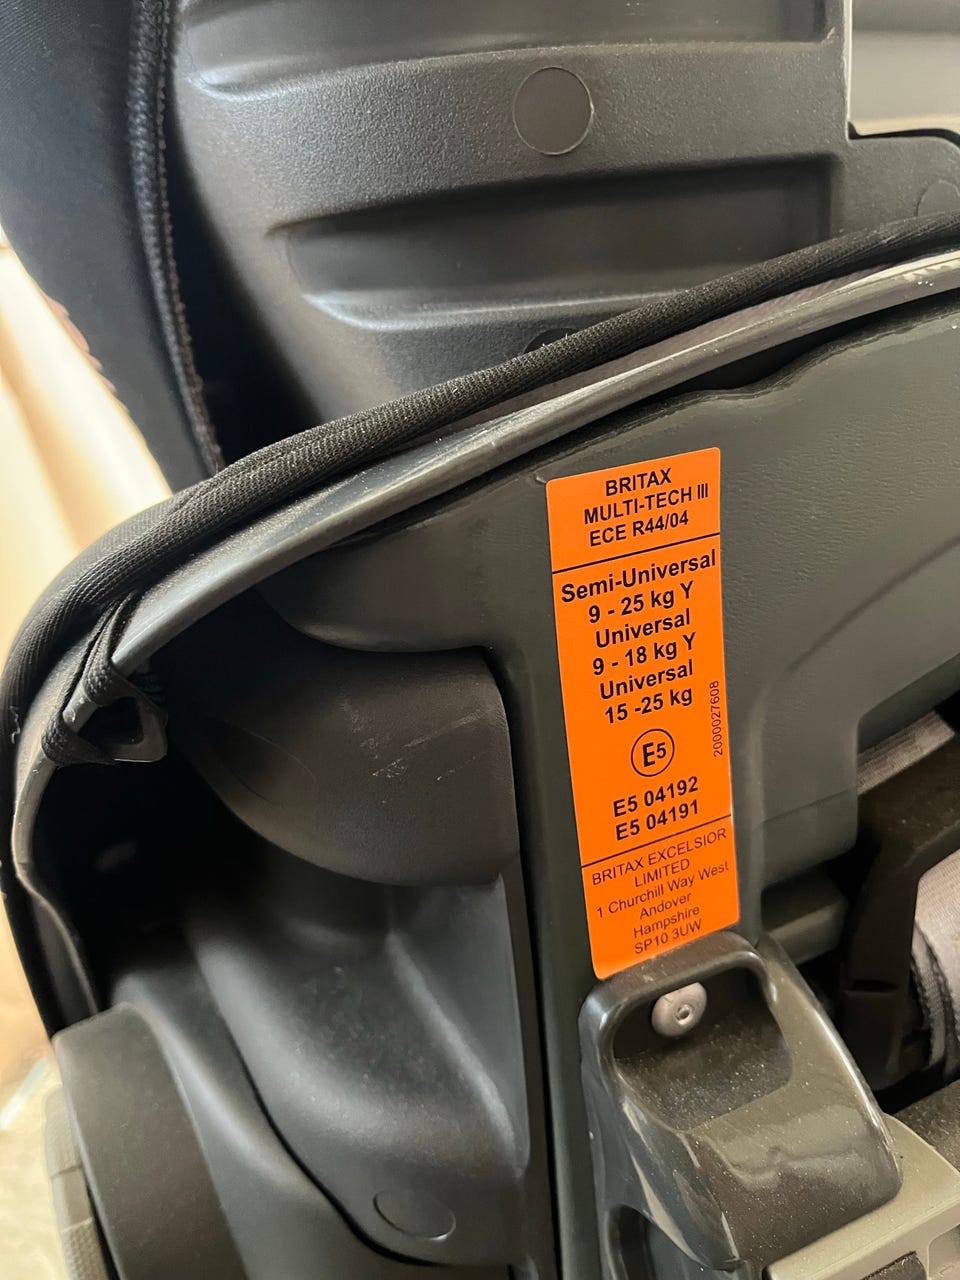 BRITAX
MULTI-TECH III
ECE R44/04
Semi-Universal
9 - 25 kg Y
Universal
9 - 18 kg Y
Universal
15 -25 kg
E5
E5 04192
E5 04191
2000027608
BRITAX EXCELSIOR
LIMITED
1 Churchill Way West
Andover
Hampshire
SP10 3UW